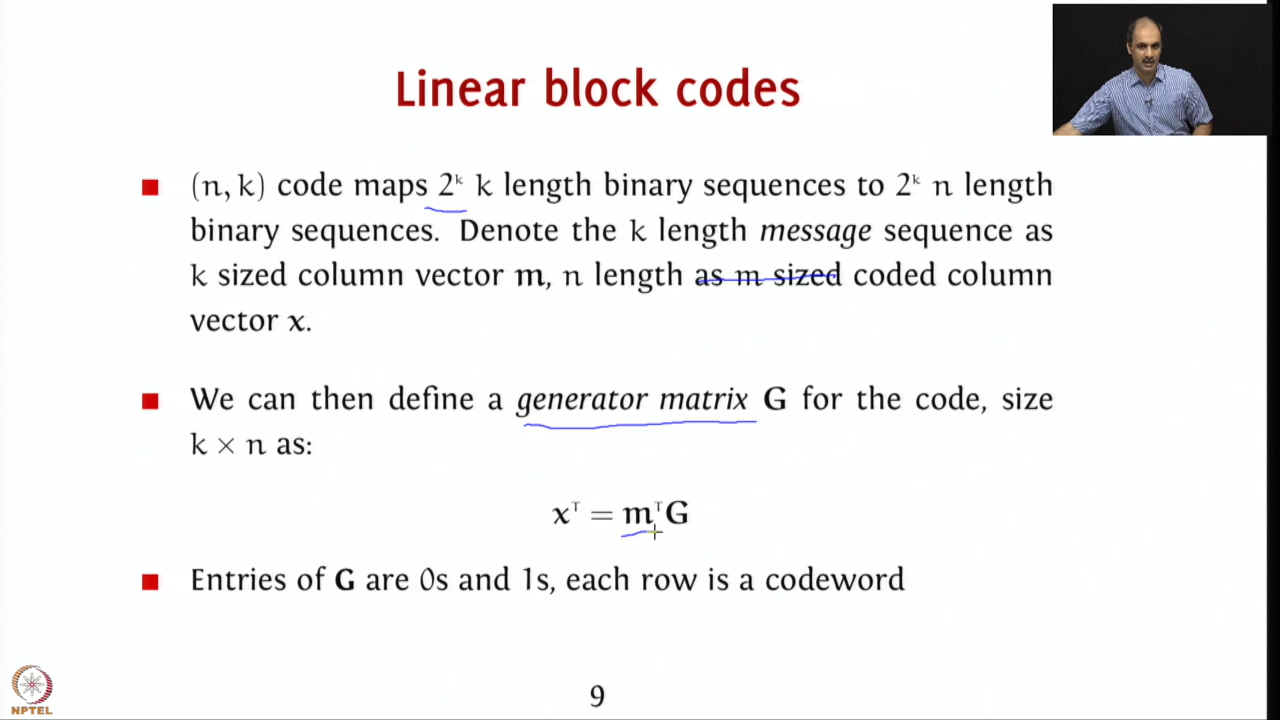 Linear block codes
(n, k) code maps 2ᵏ k length binary sequences to 2ᵏ n length
binary sequences. Denote the k length message sequence as
k sized column vector m, n length as m sized coded column
vector x.
We can then define a generator matrix G for the code, size
k × n as:
xᵀ = mᵀG
Entries of G are 0s and 1s, each row is a codeword
NPTEL
9